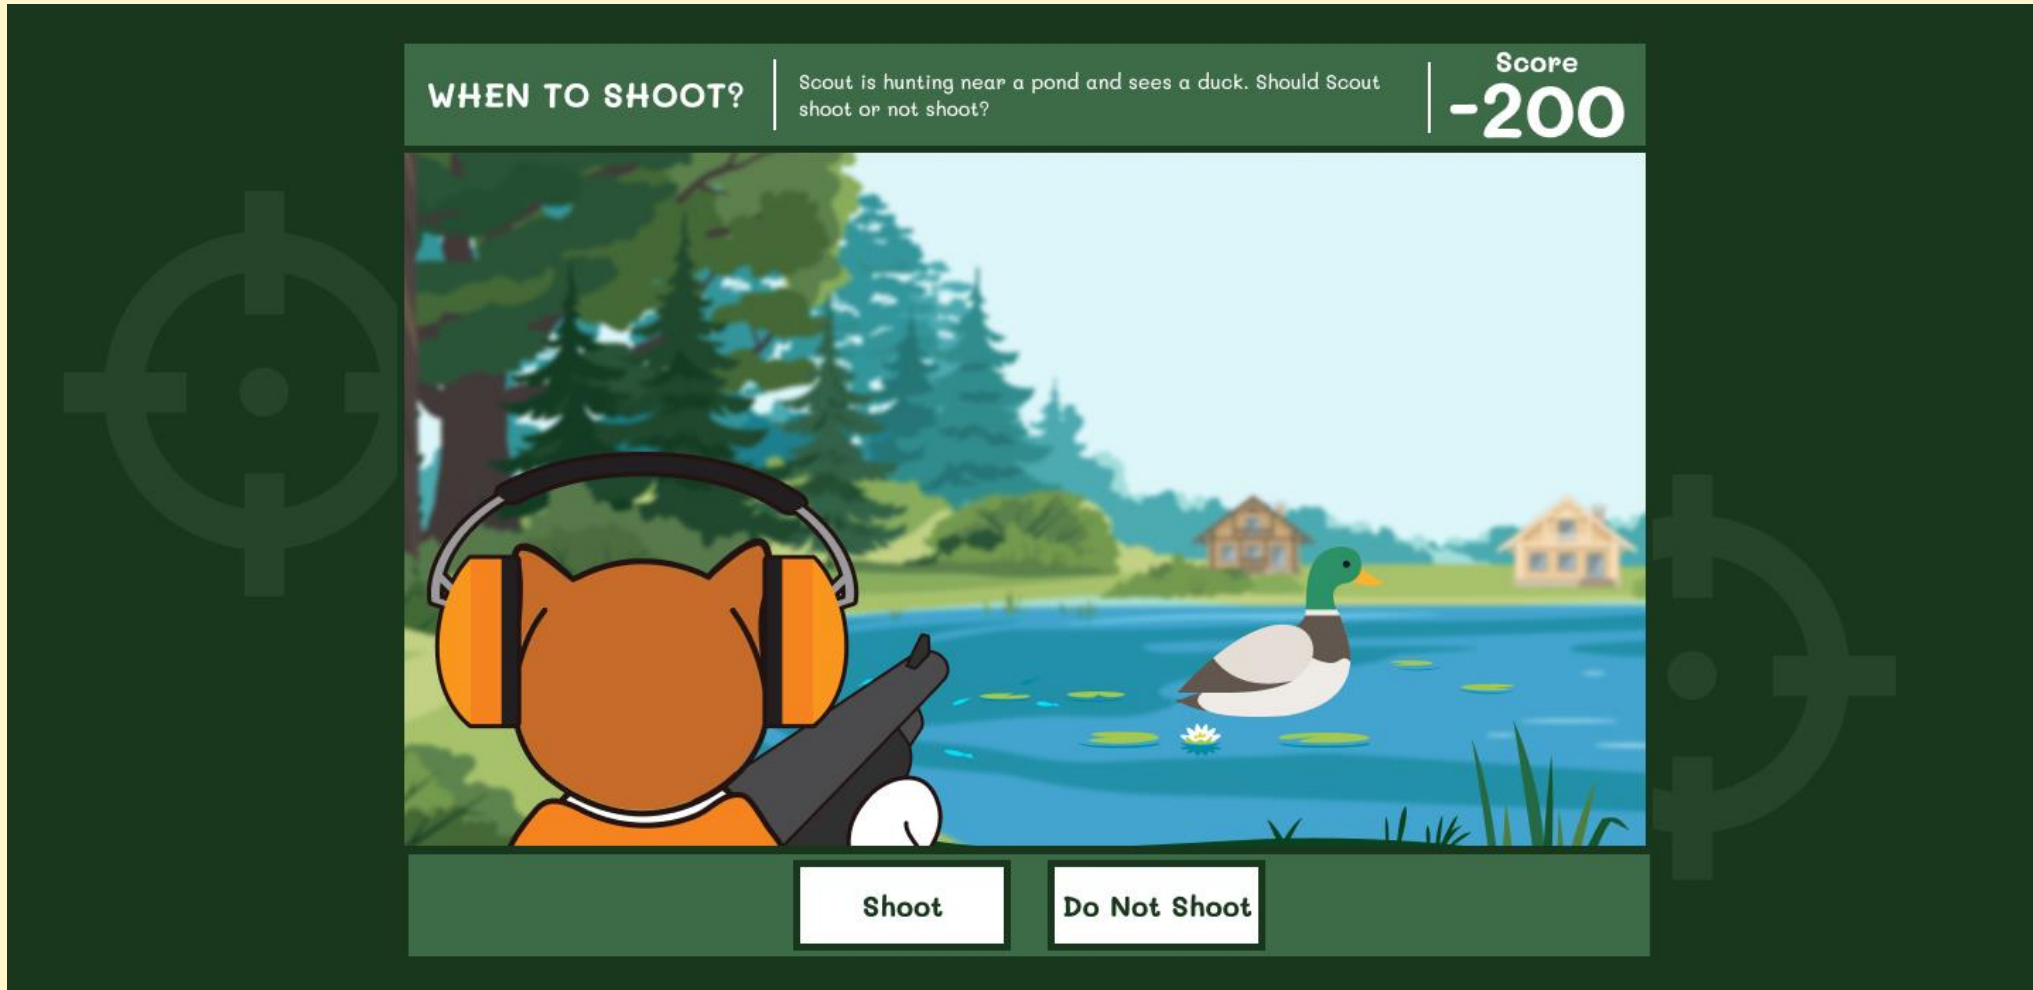 WHEN TO SHOOT?
Scout is hunting near a pond and sees a duck. Should Scout
shoot or not shoot?
Score
-200
Shoot
Do Not Shoot